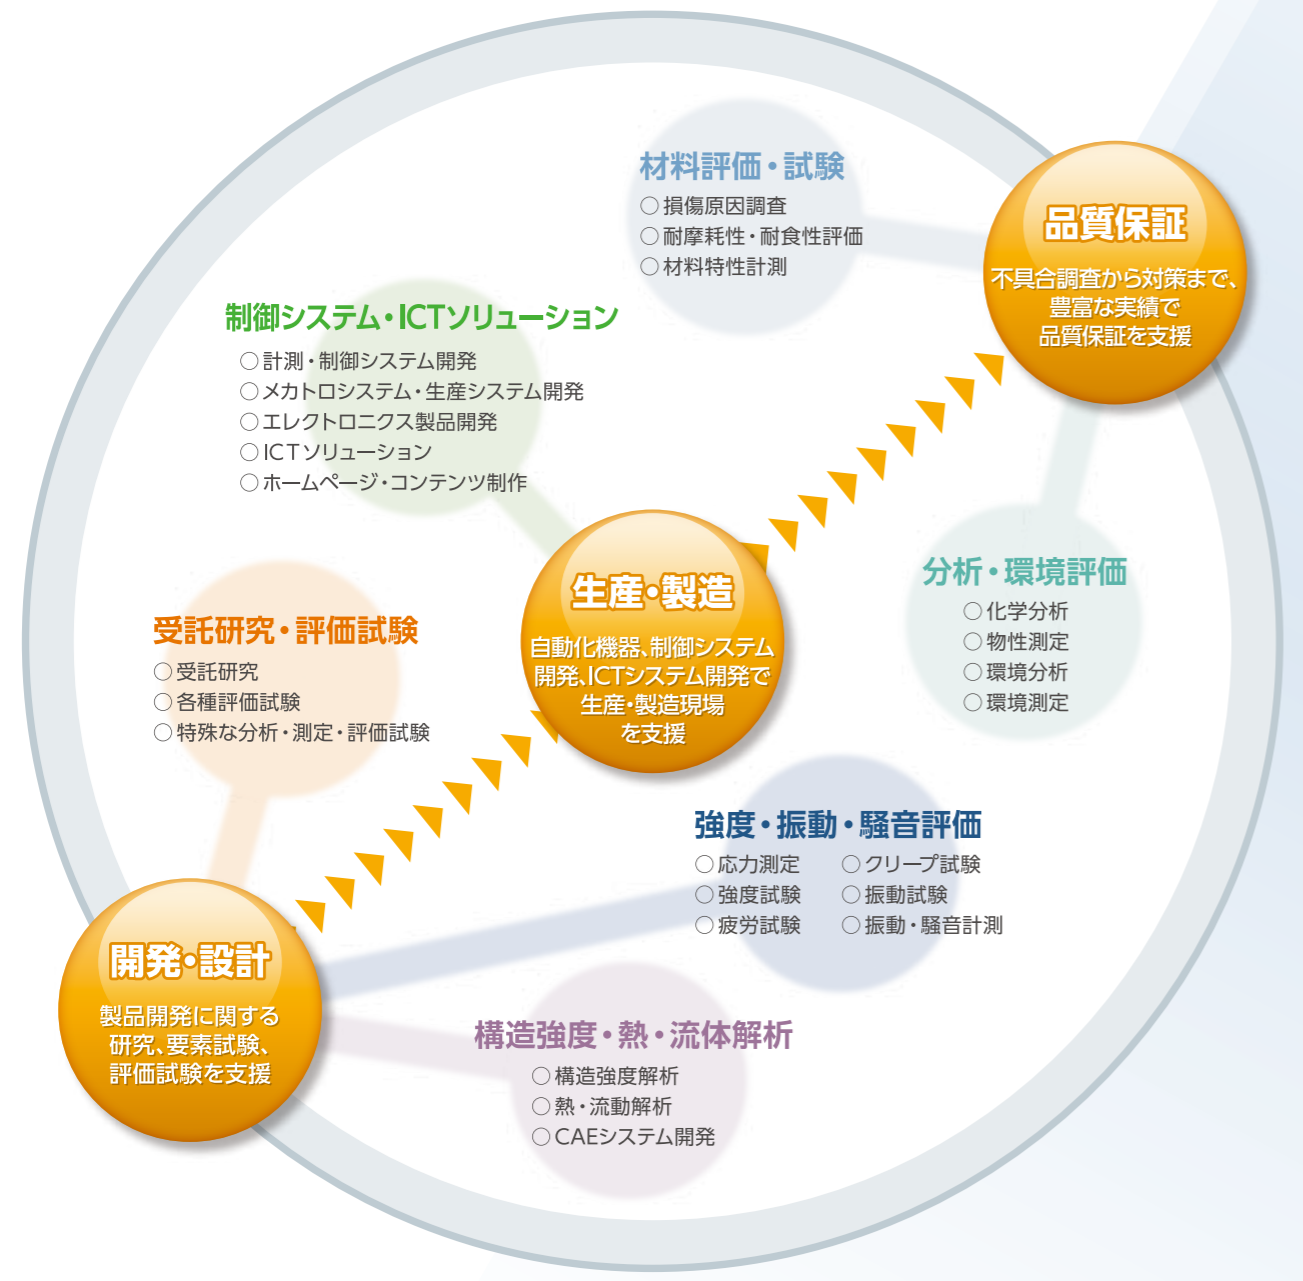 材料評価・試験
○損傷原因調査
○耐摩耗性・耐食性評価
○材料特性計測
品質保証
不具合調査から対策まで、
豊富な実績で
品質保証を支援
制御システム・ICTソリューション
○計測・制御システム開発
○メカトロシステム・生産システム開発
○エレクトロニクス製品開発
○ICTソリューション
○ホームページ・コンテンツ制作
生産・製造
自動化機器、制御システム
開発、ICTシステム開発で
生産・製造現場
を支援
分析・環境評価
○化学分析
○物性測定
○環境分析
○環境測定
受託研究・評価試験
○受託研究
○各種評価試験
○特殊な分析・測定・評価試験
強度・振動・騒音評価
○応力測定 ○クリープ試験
○強度試験 ○振動試験
○疲労試験 ○振動・騒音計測
開発・設計
製品開発に関する
研究、要素試験、
評価試験を支援
構造強度・熱・流体解析
○構造強度解析
○熱・流動解析
○CAEシステム開発